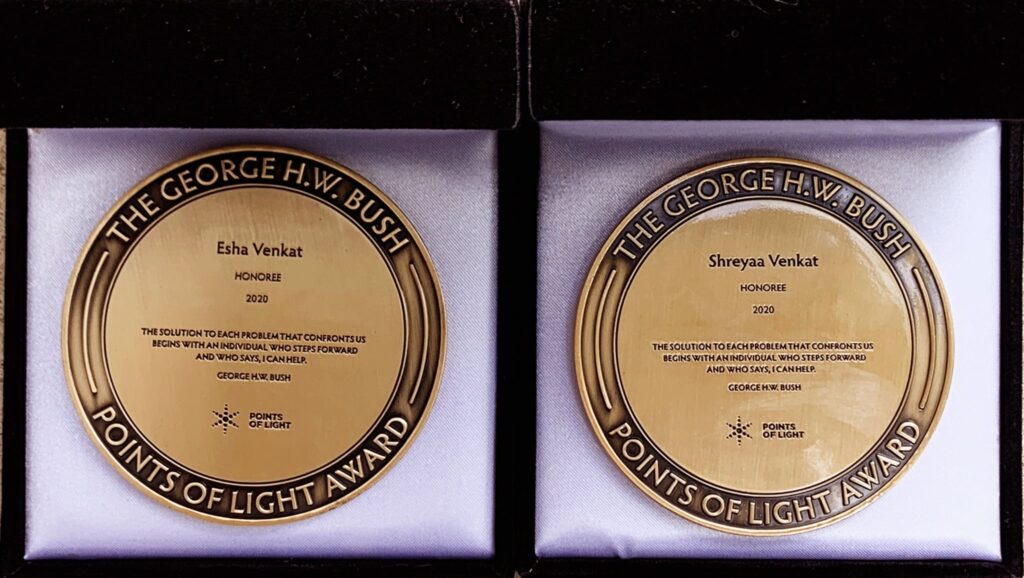 THE GEORGE H.W. BUSH
Esha Venkat
HONOREE
2020
THE SOLUTION TO EACH PROBLEM THAT CONFRONTS US
BEGINS WITH AN INDIVIDUAL WHO STEPS FORWARD
AND WHO SAYS, I CAN HELP.
GEORGE H.W. BUSH
POINTS
OF LIGHT
POINTS OF LIGHT AWARD
THE GEORGE H.W. BUSH
Shreyaa Venkat
HONOREE
2020
THE SOLUTION TO EACH PROBLEM THAT CONFRONTS US
BEGINS WITH AN INDIVIDUAL WHO STEPS FORWARD
AND WHO SAYS, I CAN HELP.
GEORGE H.W. BUSH
POINTS
OF LIGHT
POINTS OF LIGHT AWARD